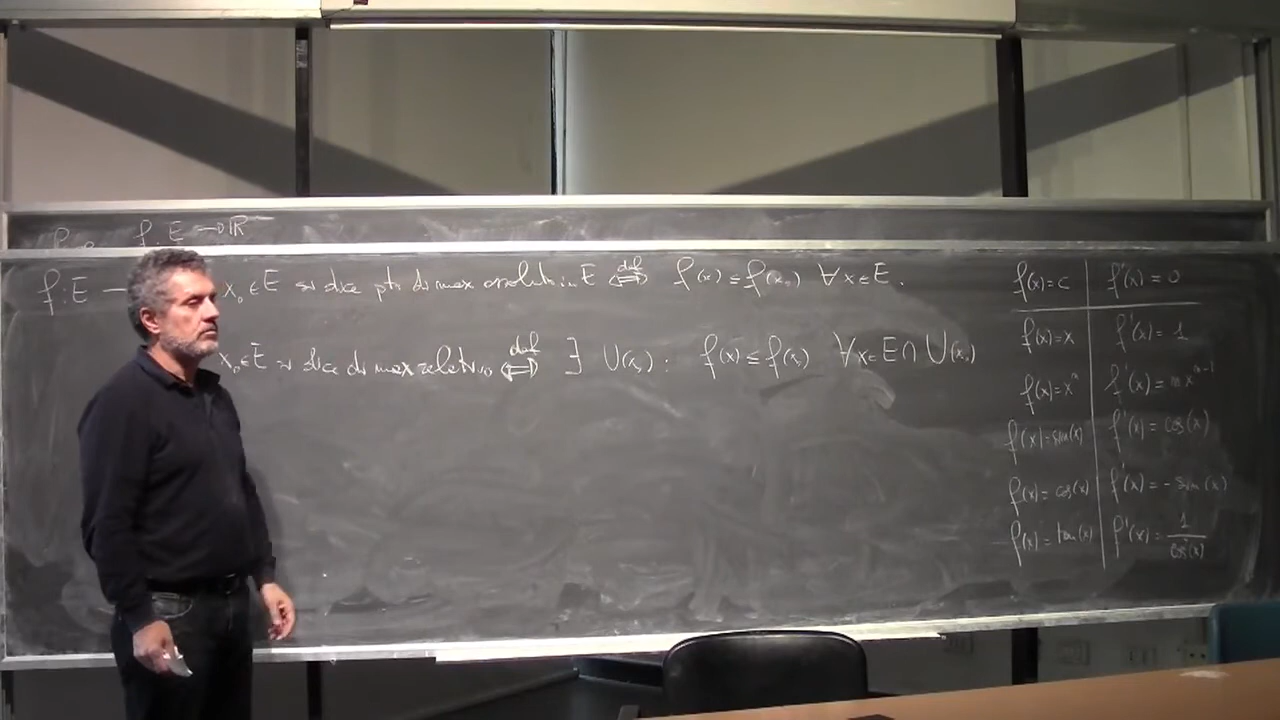 f: E → ℝ
f: E → x₀ ∈ E si dice pto di max assoluto in E ⇔ def f(x) ≤ f(x₀) ∀ x ∈ E.
x₀ ∈ E si dice di max relativo ⇔ def ∃ U(x₀) : f(x) ≤ f(x₀) ∀ x ∈ E ∩ U(x₀)
f(x) = c f'(x) = 0
f(x) = x f'(x) = 1
f(x) = xⁿ f'(x) = n xⁿ⁻¹
f(x) = sin(x) f'(x) = cos(x)
f(x) = cos(x) f'(x) = - sin(x)
f(x) = tan(x) f'(x) = 1/cos²(x)